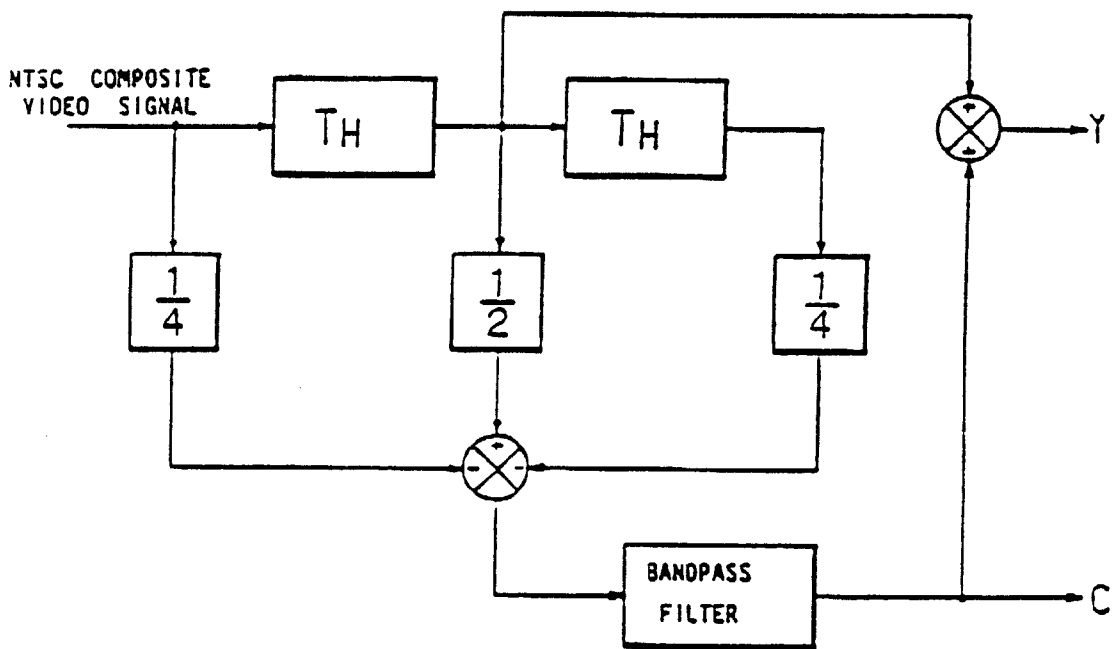 NTSC COMPOSITE
VIDEO SIGNAL
TH
TH
+
+
Y
1
4
1
2
1
4
+
-
-
BANDPASS
FILTER
C